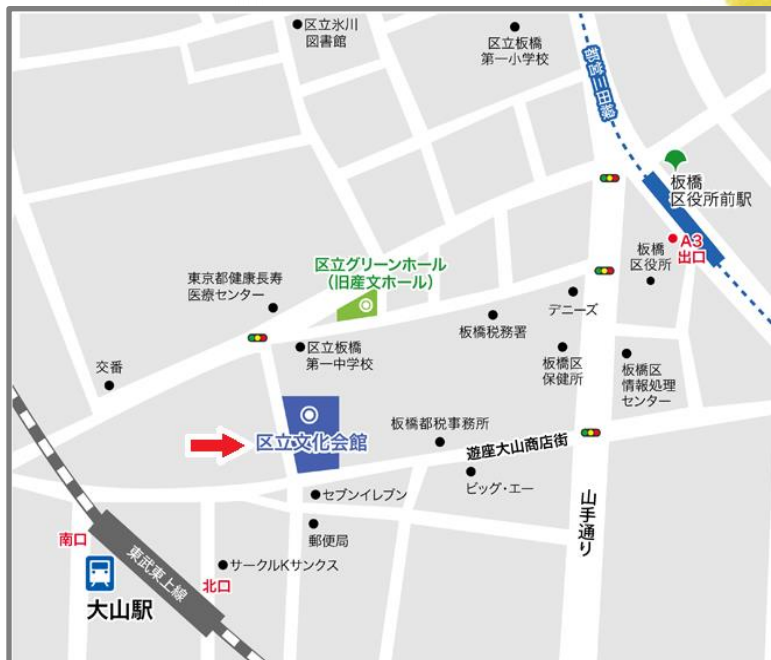 区立氷川
図書館
区立板橋
第一小学校
都営三田線
板橋
区役所前駅
A3
出口
板橋
区役所
区立グリーンホール
(旧産文ホール)
東京都健康長寿
医療センター
デニーズ
板橋税務署
区立板橋
第一中学校
板橋区
保健所
板橋区
情報処理
センター
交番
区立文化会館
板橋都税事務所
遊座大山商店街
ビッグ・エー
セブンイレブン
山手通り
郵便局
南口
東武東上線
サークルKサンクス
北口
大山駅